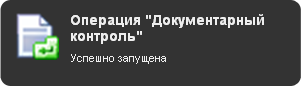 Операция "Документарный
контроль"
Успешно запущена